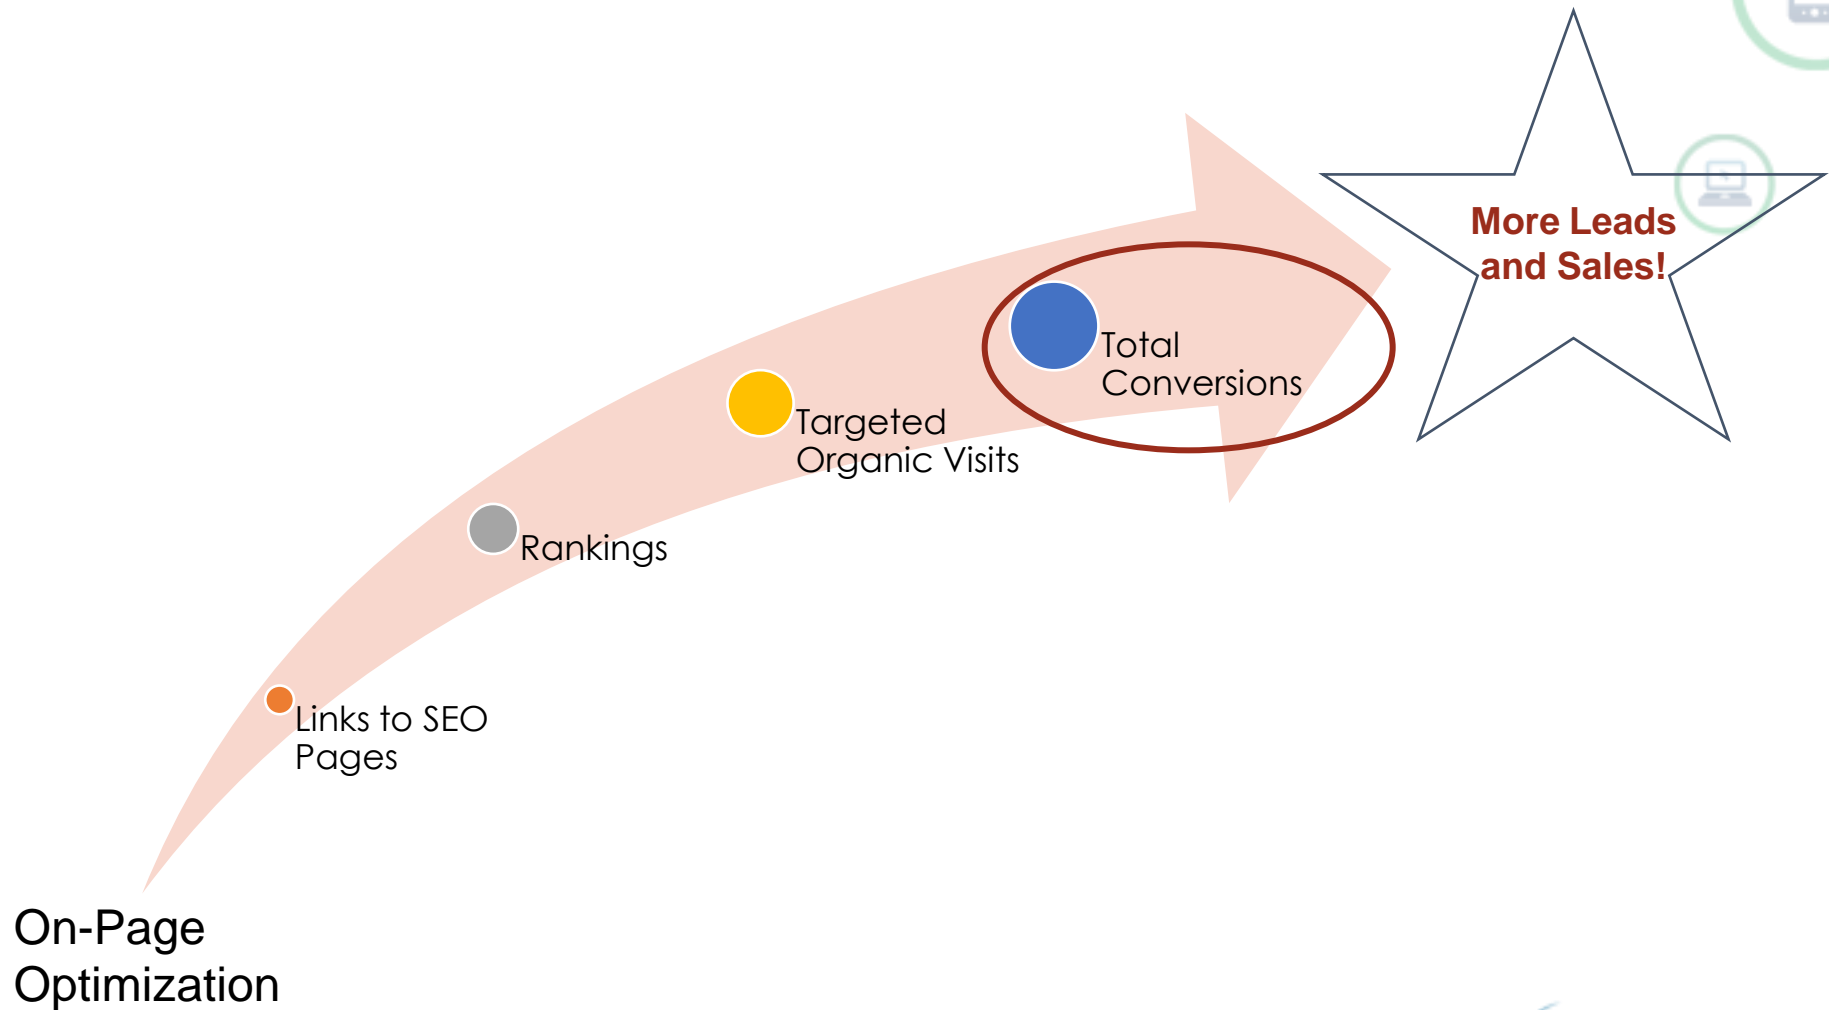 More Leads
and Sales!
Total
Conversions
Targeted
Organic Visits
Rankings
Links to SEO
Pages
On-Page
Optimization